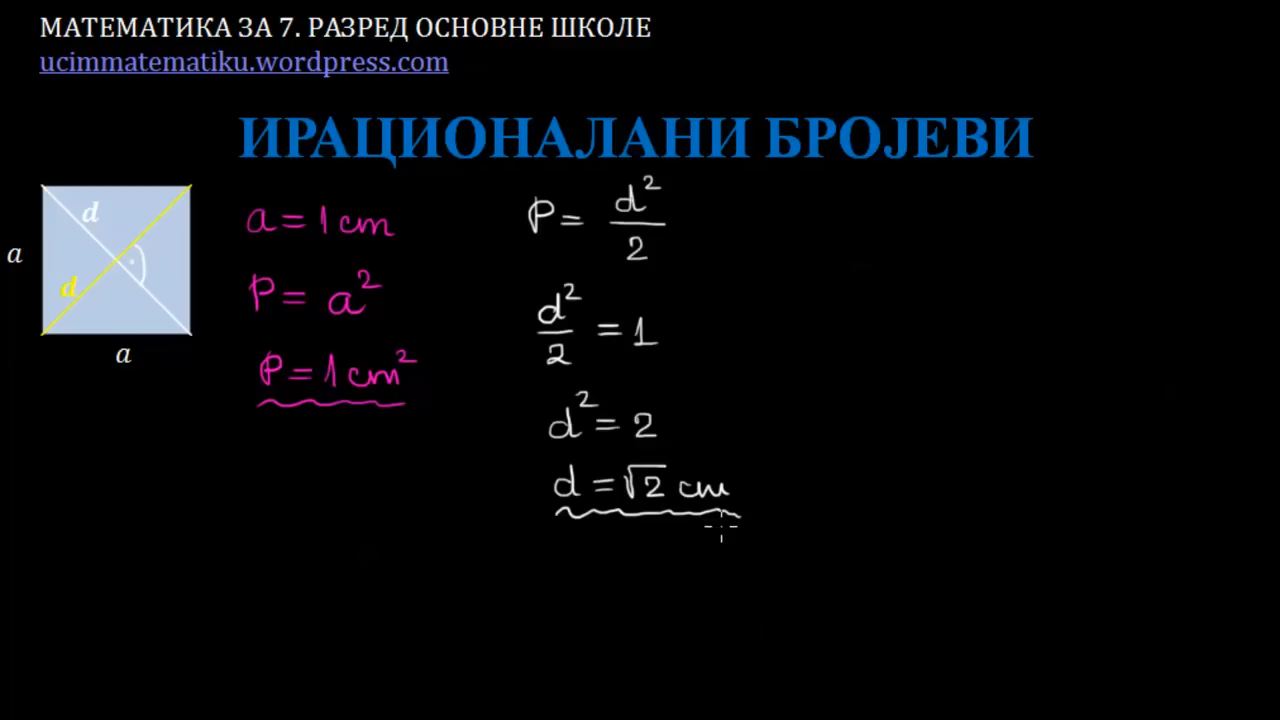 МАТЕМАТИКА ЗА 7. РАЗРЕД ОСНОВНЕ ШКОЛЕ
ucimmatematiku.wordpress.com
ИРАЦИОНАЛАНИ БРОЈЕВИ
d
d
a
a
a = 1 cm
P = a²
P = 1 cm²
P = d²/2
d²/2 = 1
d² = 2
d = √2 cm